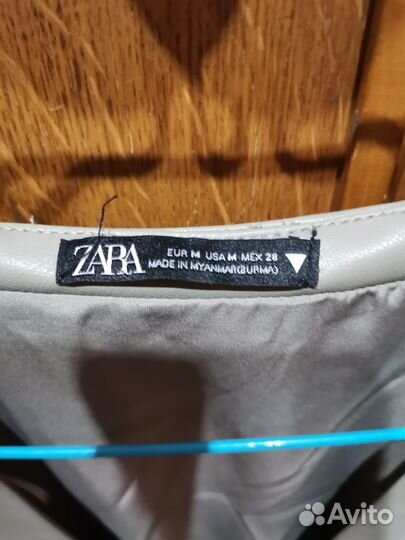 ZARA
EUR M USA M MEX 28
MADE IN MYANMAR(BURMA)
Avito